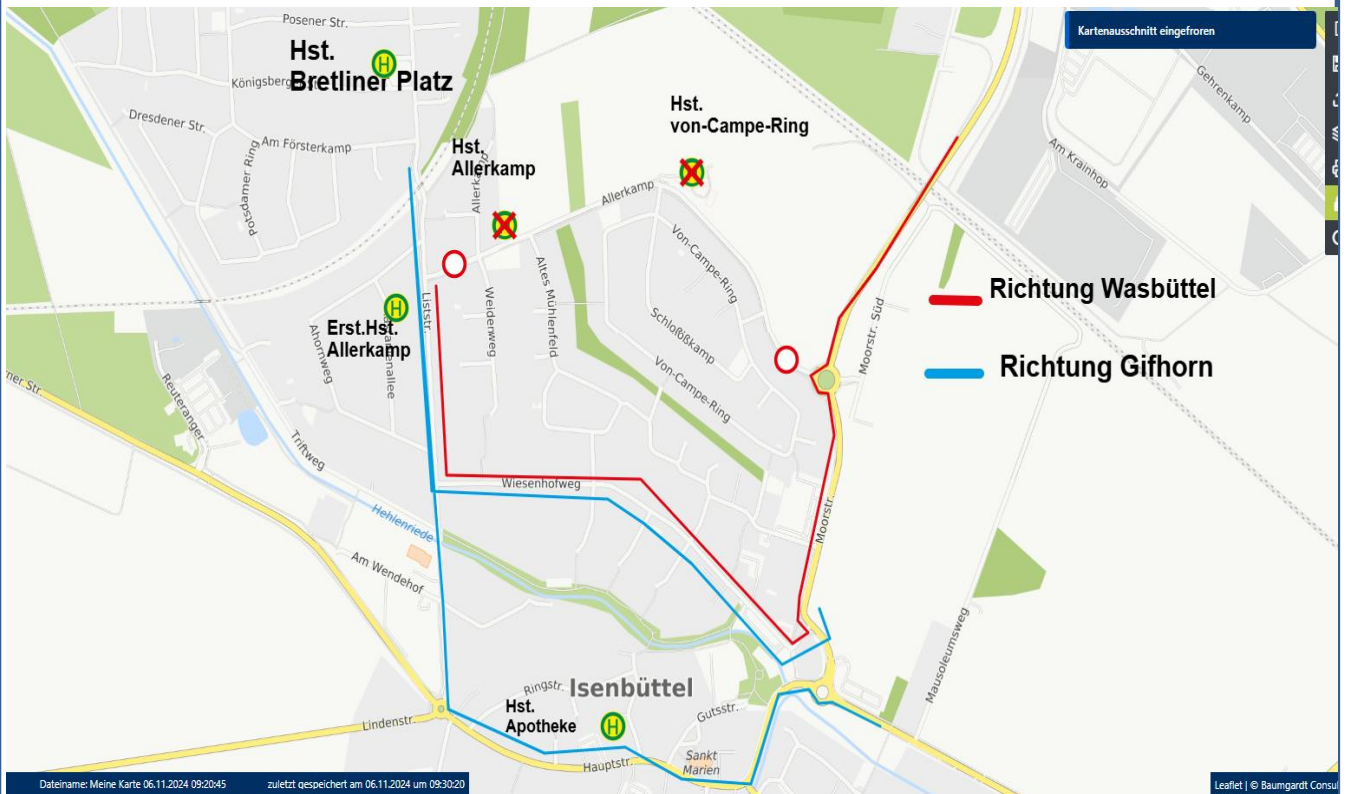 Posener Str.
Kartenausschnitt eingefroren
Hst.
Bretliner Platz
H
Königsberger
Gehrenkamp
Dresdener Str.
Am Försterkamp
Potsdamer Ring
Hst.
Allerkamp
Allerkamp
Hst.
von-Campe-Ring
Am Krainhop
Allerkamp
Von-Campe-Ring
Altes Mühlenfeld
Weidenweg
Liststr.
H
Erst.Hst.
Allerkamp
Ahornweg
Schloßkamp
Von-Campe-Ring
Moorstr. Süd
Richtung Wasbüttel
Richtung Gifhorn
Reuteranger
Triftweg
Wiesenhofweg
Hehlenriede
Moorstr.
Am Wendehof
Mausoleumsweg
Ringstr.
Isenbüttel
Hst.
Apotheke
H
Gutsstr.
Lindenstr.
Hauptstr.
Sankt
Marien
Dateiname: Meine Karte 06.11.2024 09:20:45 zuletzt gespeichert am 06.11.2024 um 09:30:20
Leaflet | © Baumgardt